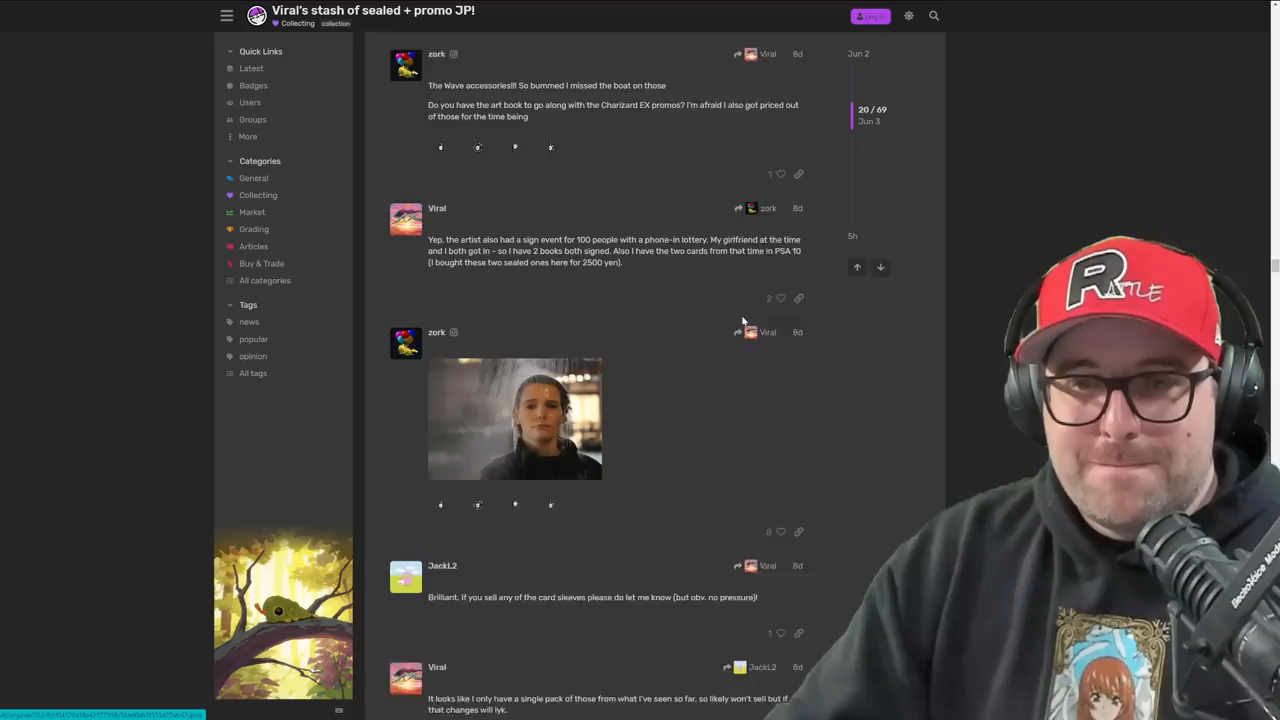 Viral's stash of sealed + promo JP!
Collecting collection
Log In
Quick Links
Latest
Badges
Users
Groups
More
Categories
General
Collecting
Market
Grading
Articles
Buy & Trade
All categories
Tags
news
popular
opinion
All tags
zork
Viral 8d
The Wave accessories!!! So bummed I missed the boat on those
Do you have the art book to go along with the Charizard EX promos? I'm afraid I also got priced out
of those for the time being
1
Viral
zork 8d
Yep, the artist also had a sign event for 100 people with a phone-in lottery. My girlfriend at the time
and I both got in - so I have 2 books both signed. Also I have the two cards from that time in PSA 10
(I bought these two sealed ones here for 2500 yen).
2
zork
Viral 8d
8
JackL2
Viral 8d
Brilliant. If you sell any of the card sleeves please do let me know (but obv. no pressure)!
1
Viral
JackL2 8d
It looks like I only have a single pack of those from what I've seen so far, so likely won't sell but if
that changes will lyk.
Jun 2
20 / 69
Jun 3
5h
R
ATTLE